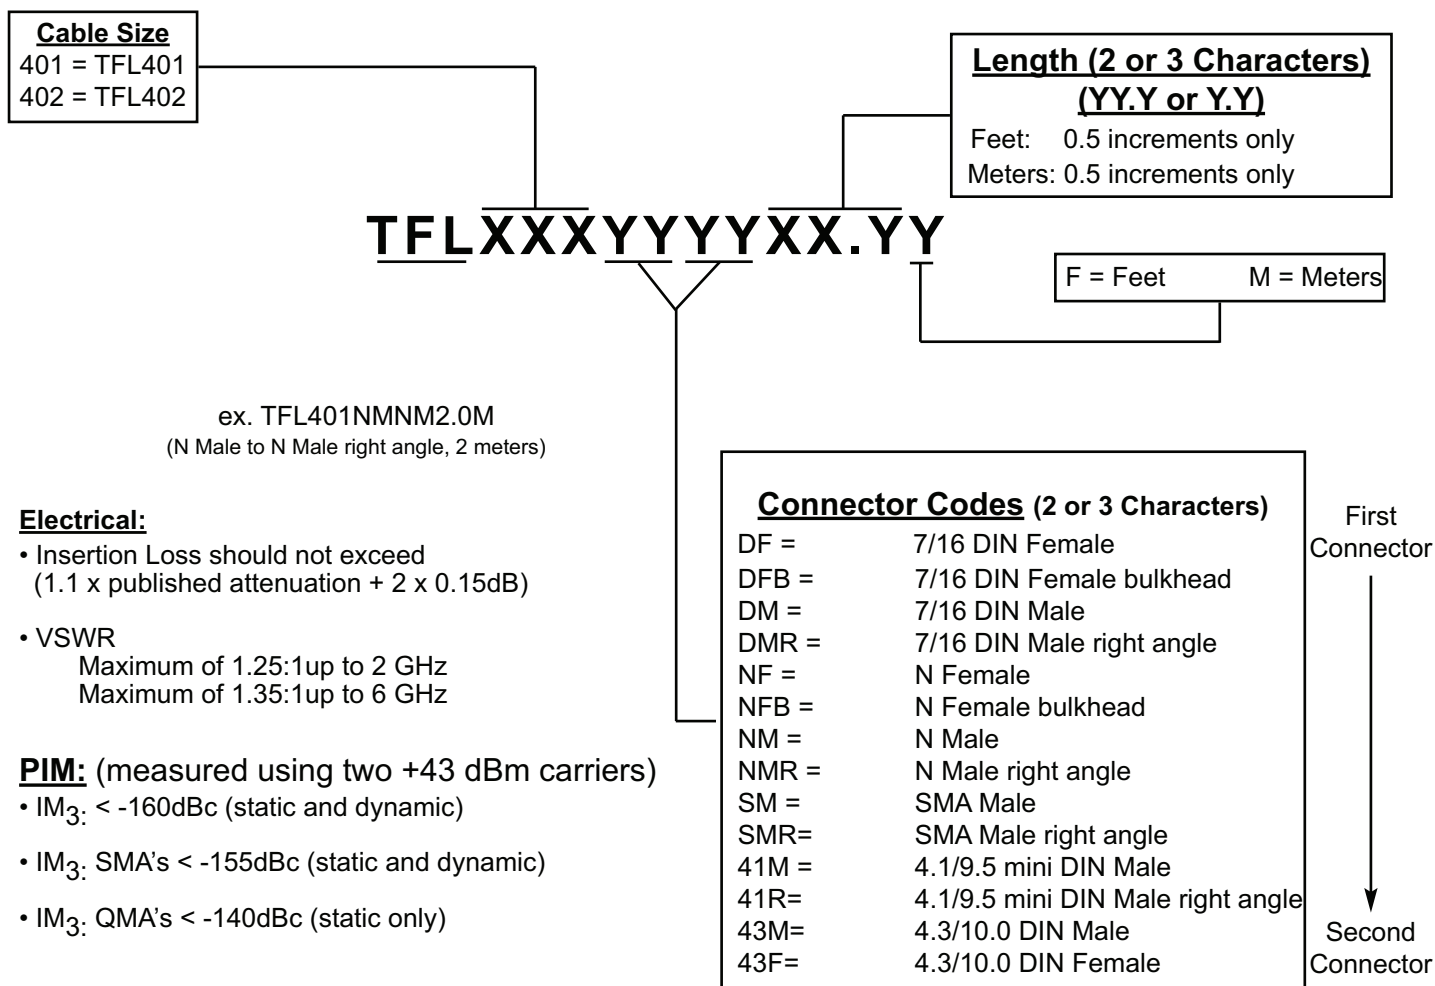 Cable Size
401 = TFL401
402 = TFL402
Length (2 or 3 Characters)
(YY.Y or Y.Y)
Feet: 0.5 increments only
Meters: 0.5 increments only
TFLXXXYYYYXX.YY
F = Feet M = Meters
ex. TFL401NMNM2.0M
(N Male to N Male right angle, 2 meters)
Electrical:
• Insertion Loss should not exceed
(1.1 x published attenuation + 2 x 0.15dB)
• VSWR
Maximum of 1.25:1up to 2 GHz
Maximum of 1.35:1up to 6 GHz
PIM: (measured using two +43 dBm carriers)
• IM3: < -160dBc (static and dynamic)
• IM3: SMA’s < -155dBc (static and dynamic)
• IM3: QMA’s < -140dBc (static only)
Connector Codes (2 or 3 Characters)
DF = 7/16 DIN Female
DFB = 7/16 DIN Female bulkhead
DM = 7/16 DIN Male
DMR = 7/16 DIN Male right angle
NF = N Female
NFB = N Female bulkhead
NM = N Male
NMR = N Male right angle
SM = SMA Male
SMR= SMA Male right angle
41M = 4.1/9.5 mini DIN Male
41R= 4.1/9.5 mini DIN Male right angle
43M= 4.3/10.0 DIN Male
43F= 4.3/10.0 DIN Female
First
Connector
Second
Connector